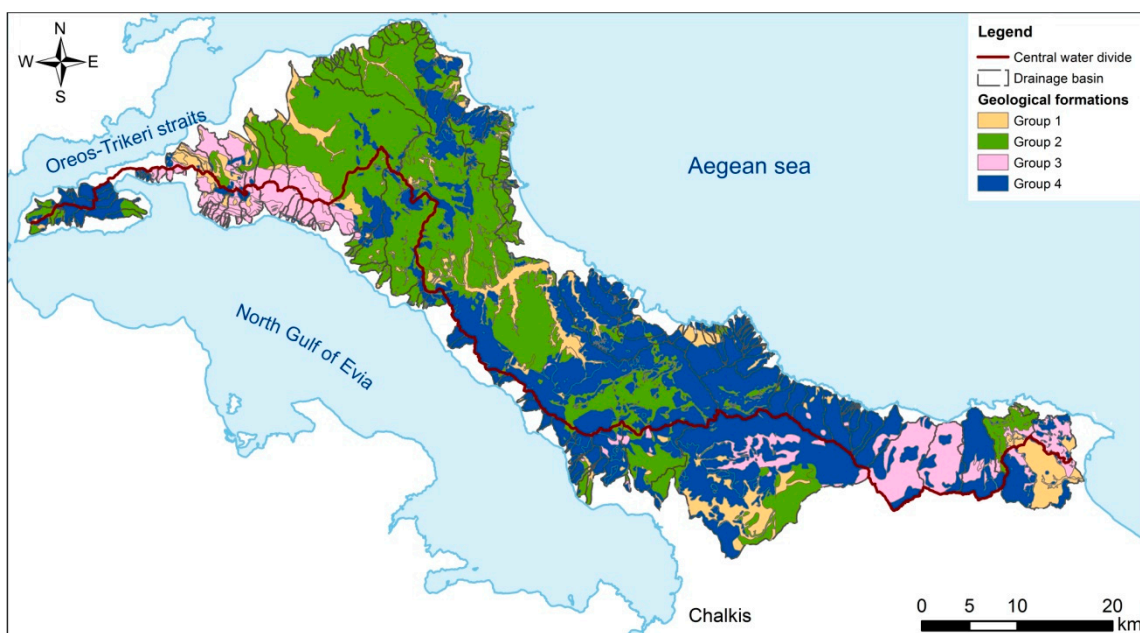 N
W E
S
Oreos-Trikeri straits
North Gulf of Evia
Aegean sea
Chalkis
Legend
Central water divide
Drainage basin
Geological formations
Group 1
Group 2
Group 3
Group 4
0 5 10 20
km